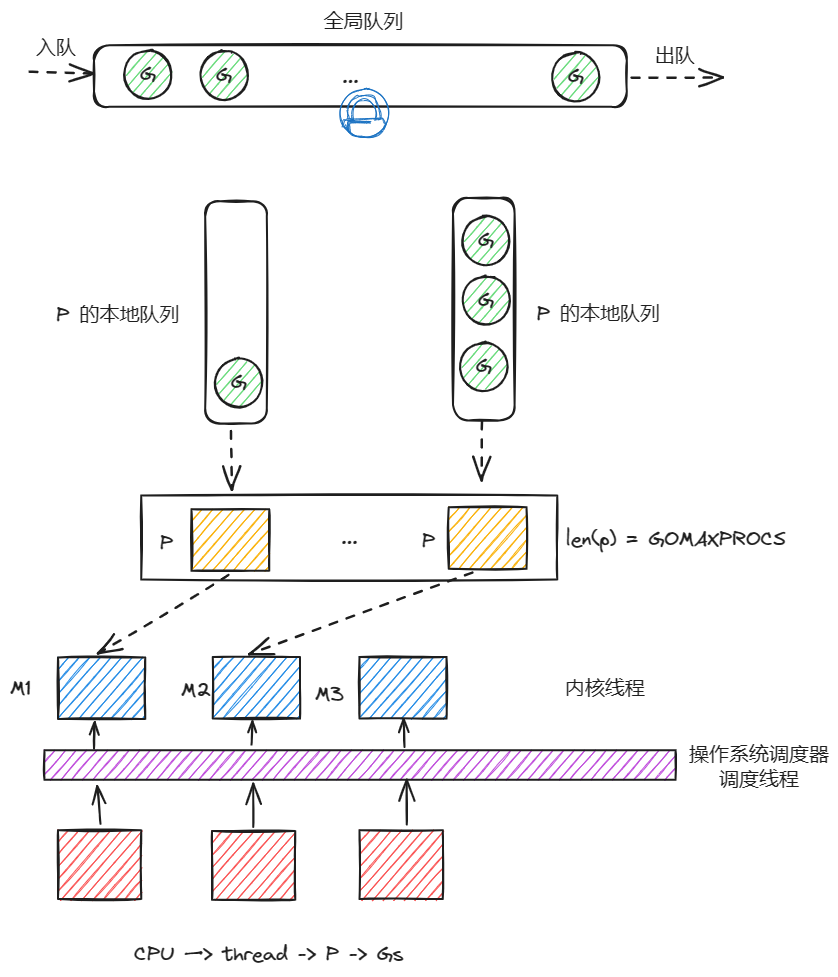 全局队列
入队
出队
G
G
...
G
G
G
G
G
P 的本地队列
P 的本地队列
P
...
P
len(p) = GOMAXPROCS
M1
M2
M3
内核线程
操作系统调度器
调度线程
CPU —> thread -> P -> Gs